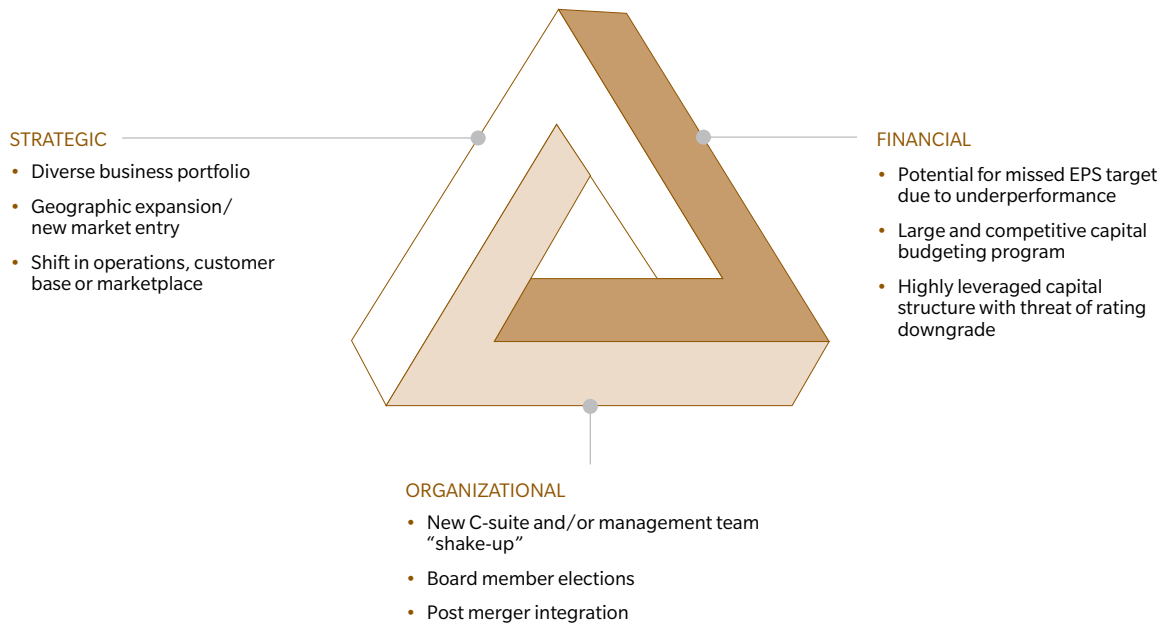 STRATEGIC
• Diverse business portfolio
• Geographic expansion/
new market entry
• Shift in operations, customer
base or marketplace
FINANCIAL
• Potential for missed EPS target
due to underperformance
• Large and competitive capital
budgeting program
• Highly leveraged capital
structure with threat of rating
downgrade
ORGANIZATIONAL
• New C-suite and/or management team
“shake-up”
• Board member elections
• Post merger integration